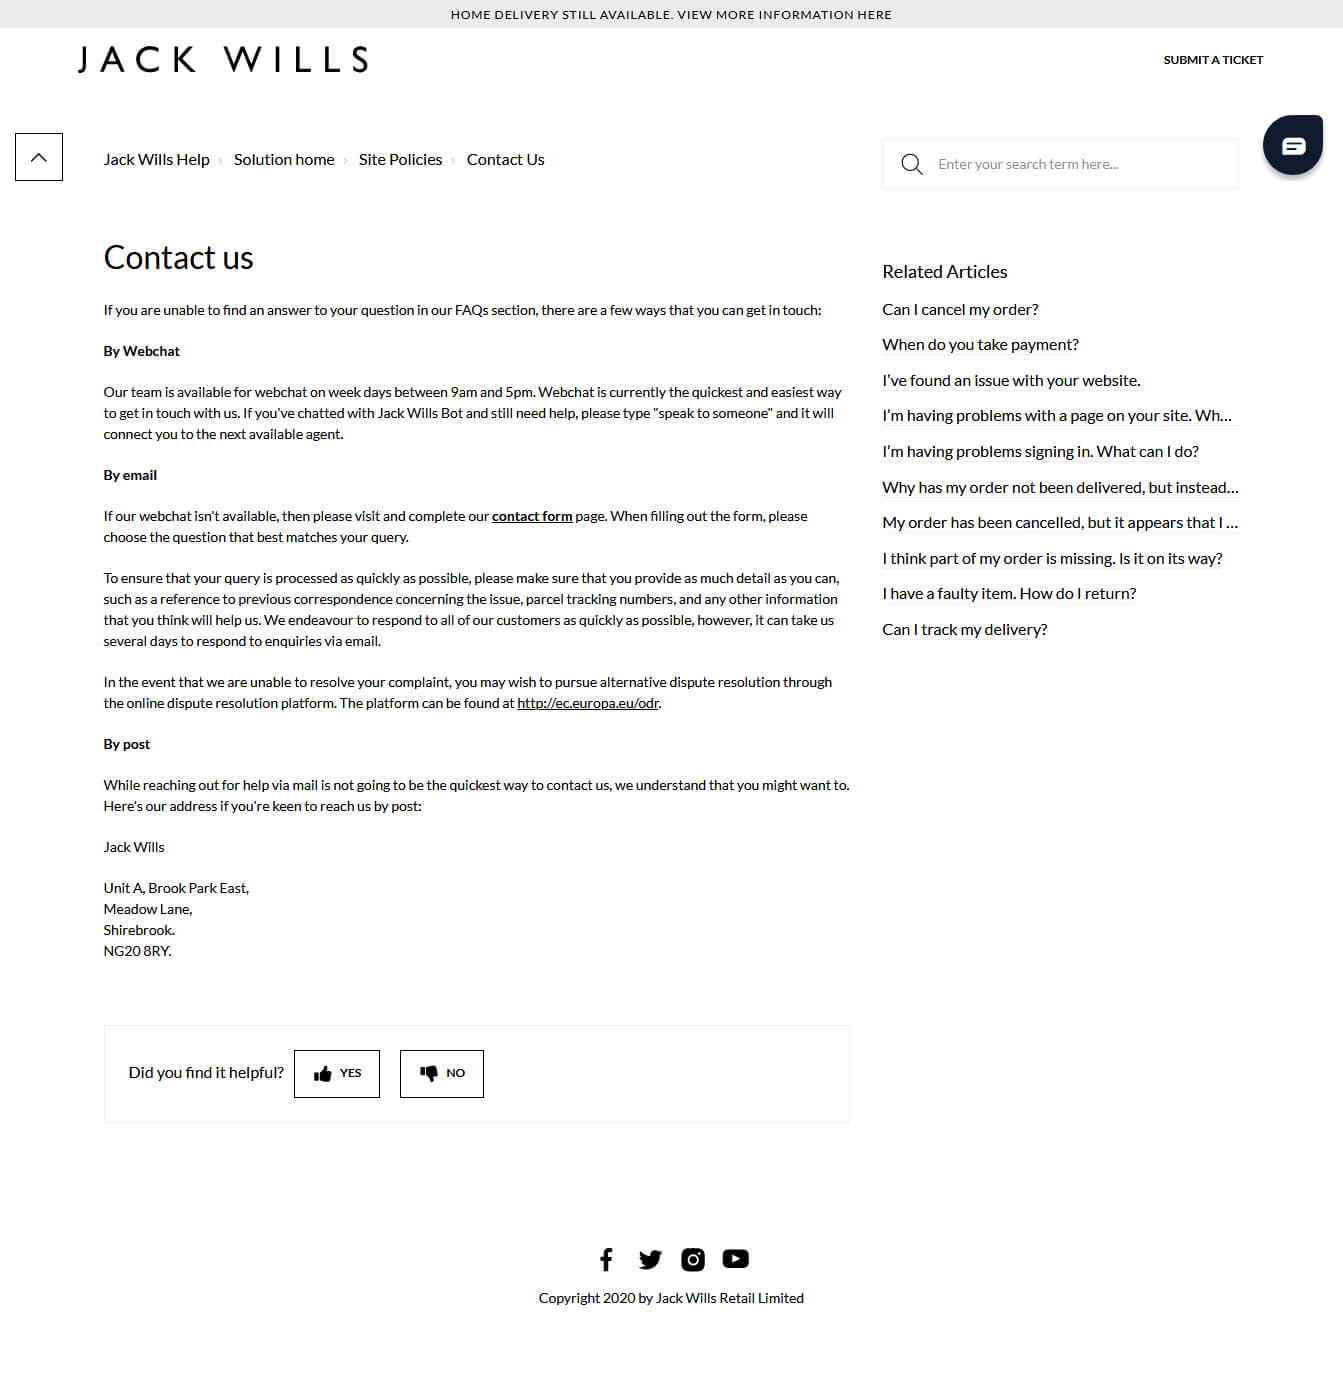 HOME DELIVERY STILL AVAILABLE. VIEW MORE INFORMATION HERE
JACK WILLS
SUBMIT A TICKET
Jack Wills Help › Solution home › Site Policies › Contact Us
Enter your search term here...
Contact us
If you are unable to find an answer to your question in our FAQs section, there are a few ways that you can get in touch:
By Webchat
Our team is available for webchat on week days between 9am and 5pm. Webchat is currently the quickest and easiest way
to get in touch with us. If you've chatted with Jack Wills Bot and still need help, please type "speak to someone" and it will
connect you to the next available agent.
By email
If our webchat isn't available, then please visit and complete our contact form page. When filling out the form, please
choose the question that best matches your query.
To ensure that your query is processed as quickly as possible, please make sure that you provide as much detail as you can,
such as a reference to previous correspondence concerning the issue, parcel tracking numbers, and any other information
that you think will help us. We endeavour to respond to all of our customers as quickly as possible, however, it can take us
several days to respond to enquiries via email.
In the event that we are unable to resolve your complaint, you may wish to pursue alternative dispute resolution through
the online dispute resolution platform. The platform can be found at http://ec.europa.eu/odr.
By post
While reaching out for help via mail is not going to be the quickest way to contact us, we understand that you might want to.
Here's our address if you're keen to reach us by post:
Jack Wills
Unit A, Brook Park East,
Meadow Lane,
Shirebrook.
NG20 8RY.
Did you find it helpful? YES NO
Related Articles
Can I cancel my order?
When do you take payment?
I've found an issue with your website.
I'm having problems with a page on your site. Wh...
I'm having problems signing in. What can I do?
Why has my order not been delivered, but instead...
My order has been cancelled, but it appears that I ...
I think part of my order is missing. Is it on its way?
I have a faulty item. How do I return?
Can I track my delivery?
Copyright 2020 by Jack Wills Retail Limited